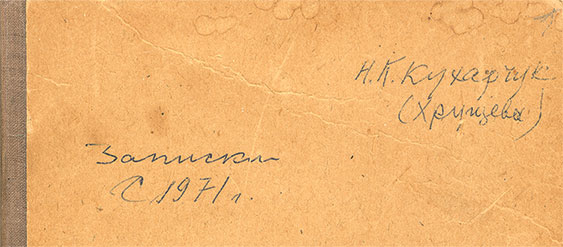 Н.П. Кухарчук
(Хрущева)
Записки
С 1971 г.